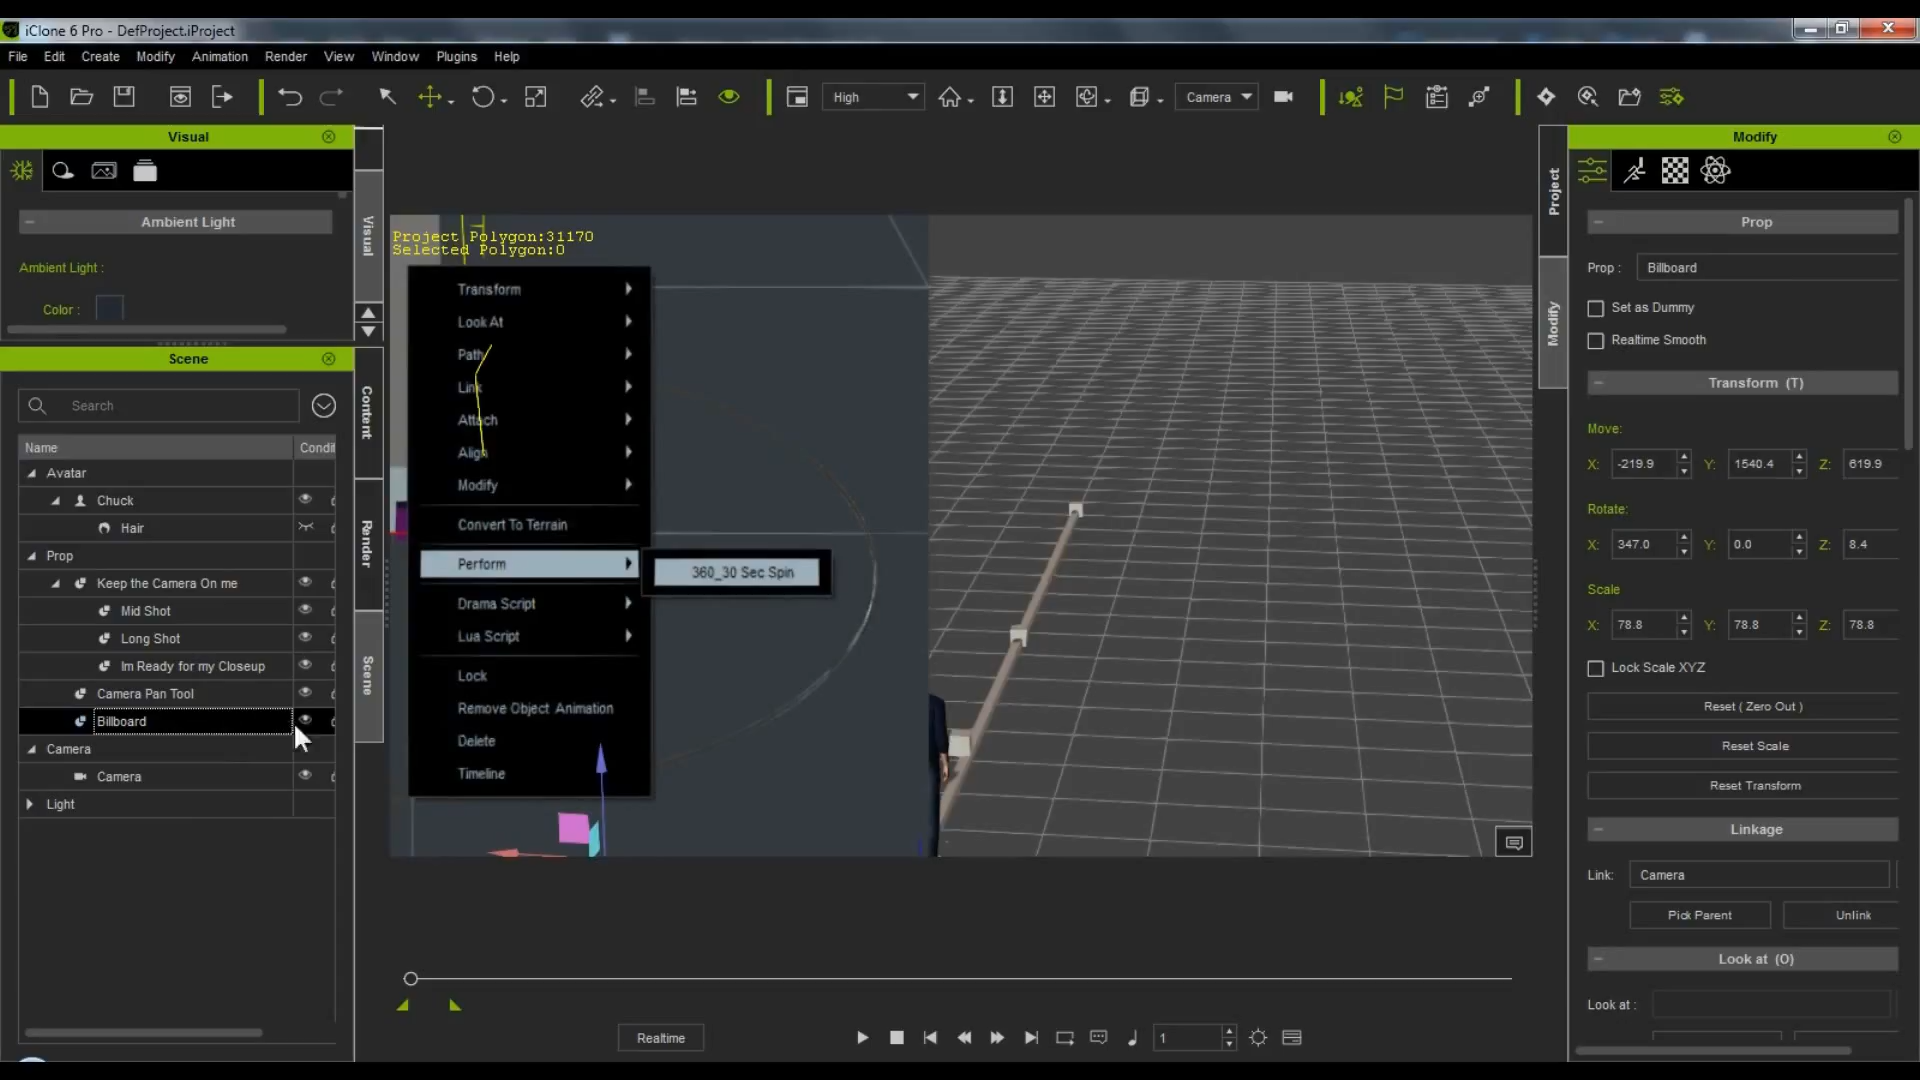 iClone 6 Pro - DefProject.iProject
File Edit Create Modify Animation Render View Window Plugins Help
High
Camera
Visual
Ambient Light
Ambient Light :
Color :
Visual
Scene
Search
Name Condit
Avatar
Chuck
Hair
Prop
Keep the Camera On me
Mid Shot
Long Shot
Im Ready for my Closeup
Camera Pan Tool
Billboard
Camera
Camera
Light
Content
Render
Scene
Project Polygon:31170
Selected Polygon:0
Transform
Look At
Path
Link
Attach
Align
Modify
Convert To Terrain
Perform
360_30 Sec Spin
Drama Script
Lua Script
Lock
Remove Object Animation
Delete
Timeline
Realtime
1
Project
Modify
Modify
Prop
Prop : Billboard
Set as Dummy
Realtime Smooth
Transform (T)
Move:
X: -219.9 Y: 1540.4 Z: 619.9
Rotate:
X: 347.0 Y: 0.0 Z: 8.4
Scale
X: 78.8 Y: 78.8 Z: 78.8
Lock Scale XYZ
Reset ( Zero Out )
Reset Scale
Reset Transform
Linkage
Link: Camera
Pick Parent Unlink
Look at (O)
Look at :